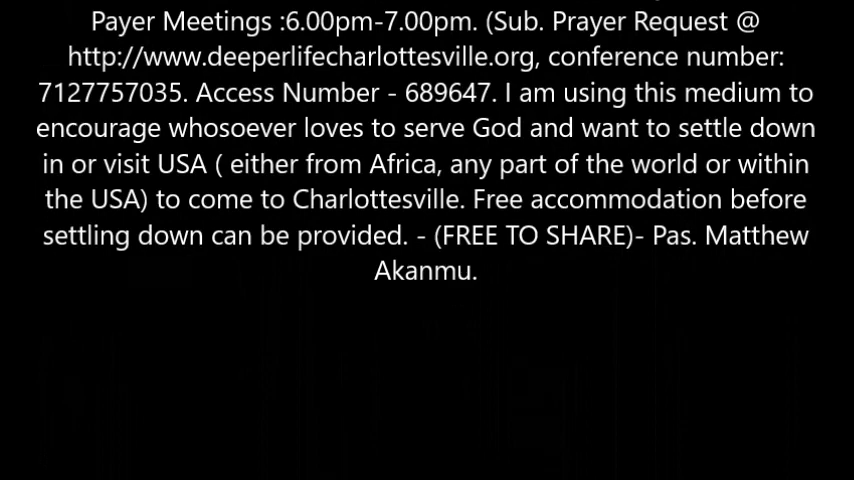 Payer Meetings :6.00pm-7.00pm. (Sub. Prayer Request @
http://www.deeperlifecharlottesville.org, conference number:
7127757035. Access Number - 689647. I am using this medium to
encourage whosoever loves to serve God and want to settle down
in or visit USA ( either from Africa, any part of the world or within
the USA) to come to Charlottesville. Free accommodation before
settling down can be provided. - (FREE TO SHARE)- Pas. Matthew
Akanmu.